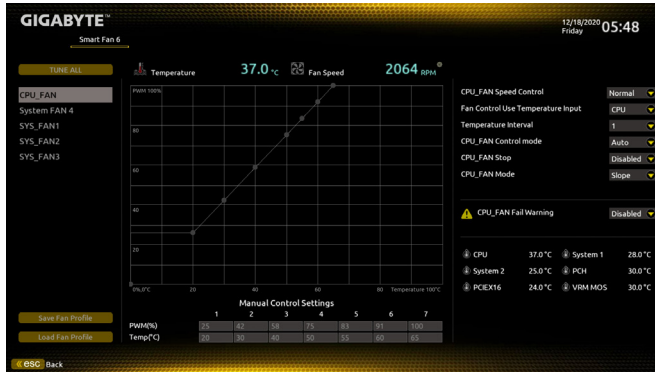 GIGABYTE™
12/18/2020
Friday
05:48
Smart Fan 6
TUNE ALL
Temperature 37.0 °C Fan Speed 2064 RPM
CPU_FAN
System FAN 4
SYS_FAN1
SYS_FAN2
SYS_FAN3
PWM 100%
80
60
40
20
0%,0°C 20 40 60 80 Temperature 100°C
CPU_FAN Speed Control Normal
Fan Control Use Temperature Input CPU
Temperature Interval 1
CPU_FAN Control mode Auto
CPU_FAN Stop Disabled
CPU_FAN Mode Slope
CPU_FAN Fail Warning Disabled
CPU 37.0°C System 1 28.0°C
System 2 25.0°C PCH 30.0°C
PCIEX16 24.0°C VRM MOS 30.0°C
Manual Control Settings
1 2 3 4 5 6 7
PWM(%) 25 42 58 75 83 91 100
Temp(°C) 20 30 40 50 55 60 65
Save Fan Profile
Load Fan Profile
esc Back